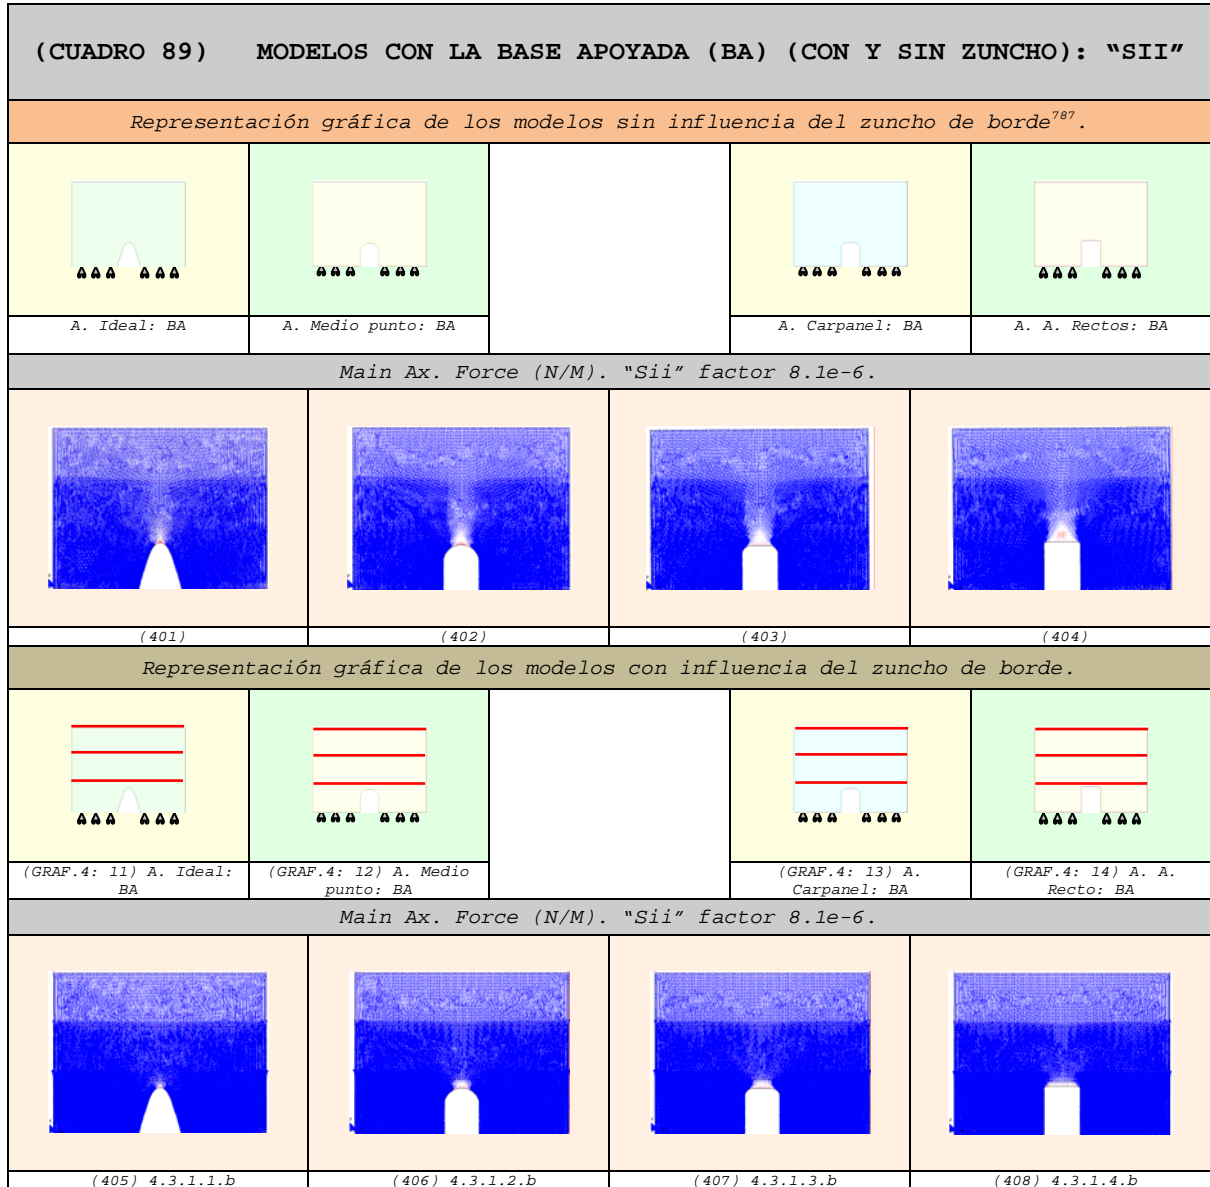 (CUADRO 89) MODELOS CON LA BASE APOYADA (BA) (CON Y SIN ZUNCHO): “SII”
Representación gráfica de los modelos sin influencia del zuncho de borde787.
A. Ideal: BA
A. Medio punto: BA
A. Carpanel: BA
A. A. Rectos: BA
Main Ax. Force (N/M). “Sii” factor 8.1e-6.
(401)
(402)
(403)
(404)
Representación gráfica de los modelos con influencia del zuncho de borde.
(GRAF.4: 11) A. Ideal:
BA
(GRAF.4: 12) A. Medio
punto: BA
(GRAF.4: 13) A.
Carpanel: BA
(GRAF.4: 14) A. A.
Recto: BA
Main Ax. Force (N/M). “Sii” factor 8.1e-6.
(405) 4.3.1.1.b
(406) 4.3.1.2.b
(407) 4.3.1.3.b
(408) 4.3.1.4.b